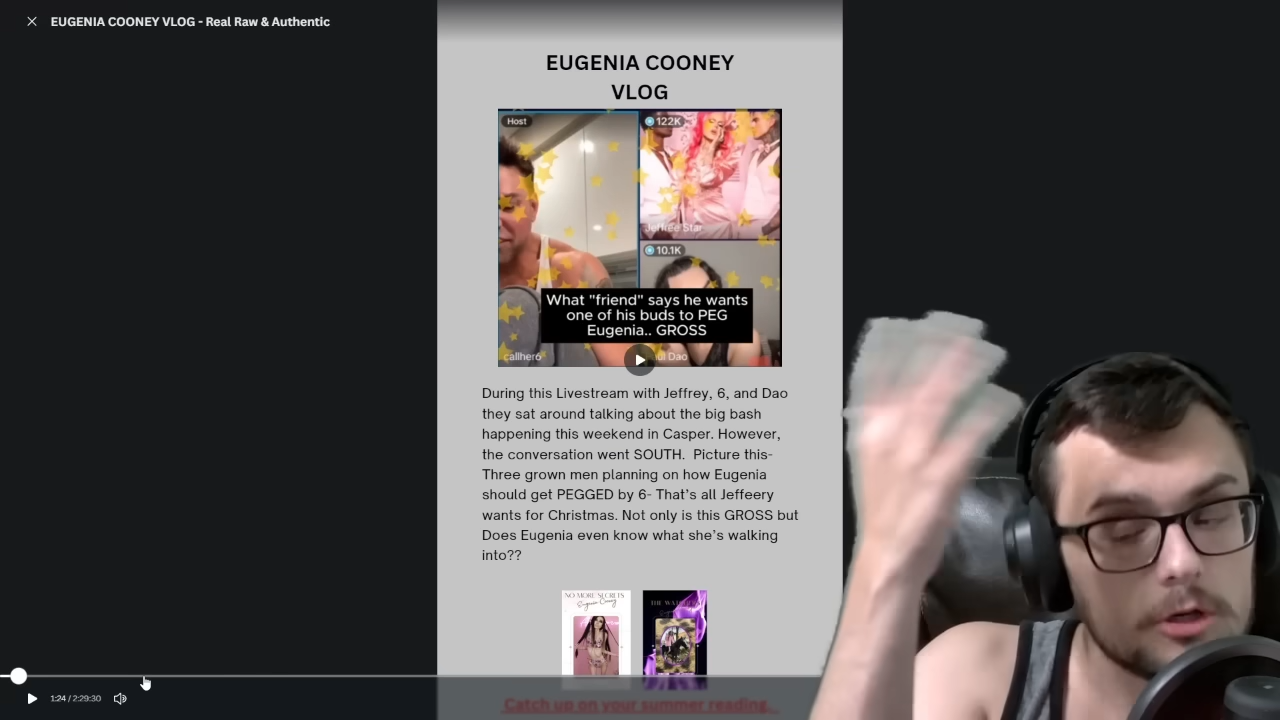 EUGENIA COONEY VLOG - Real Raw & Authentic
EUGENIA COONEY
VLOG
Host
122K
Jeffree Star
10.1K
What "friend" says he wants
one of his buds to PEG
Eugenia.. GROSS
callher6
Dao
During this Livestream with Jeffrey, 6, and Dao
they sat around talking about the big bash
happening this weekend in Casper. However,
the conversation went SOUTH. Picture this-
Three grown men planning on how Eugenia
should get PEGGED by 6- That's all Jeffeery
wants for Christmas. Not only is this GROSS but
Does Eugenia even know what she's walking
into??
NO MORE SECRETS
Eugenia Cooney
Catch up on your summer reading.
1:24 / 2:29:30